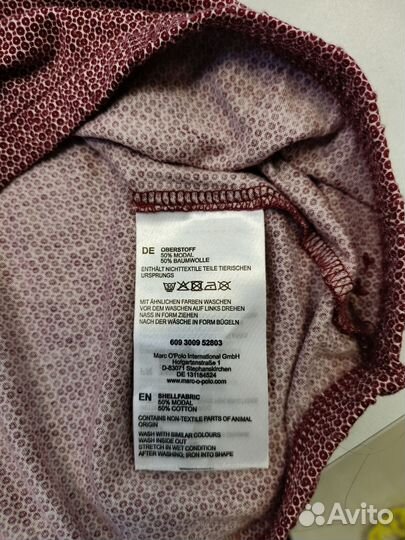 DE OBERSTOFF
50% MODAL
50% BAUMWOLLE
ENTHÄLT NICHTTEXTILE TEILE TIERISCHEN
URSPRUNGS
MIT ÄHNLICHEN FARBEN WASCHEN
VOR DEM WASCHEN AUF LINKS DREHEN
NASS IN FORM ZIEHEN
NACH DER WÄSCHE IN FORM BÜGELN
609 3009 52803
Marc O'Polo International GmbH
Hofgartenstraße 1
D-83071 Stephanskirchen
DE 131184524
www.marc-o-polo.com
EN SHELLFABRIC
50% MODAL
50% COTTON
CONTAINS NON-TEXTILE PARTS OF ANIMAL
ORIGIN
WASH WITH SIMILAR COLOURS
WASH INSIDE OUT
STRETCH IN WET CONDITION
AFTER WASHING, IRON INTO SHAPE
Avito